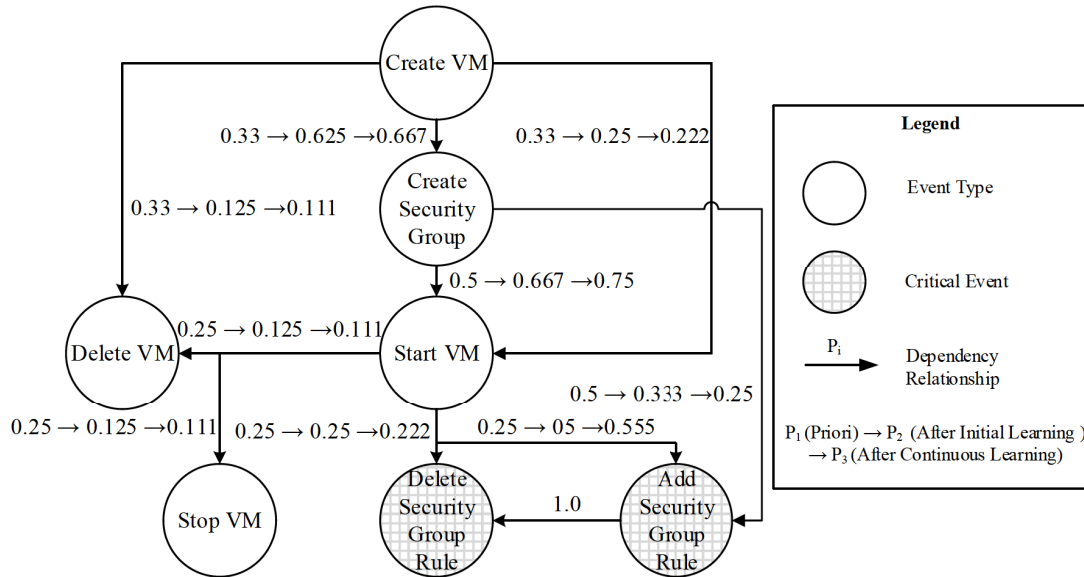 Create VM
0.33 → 0.625 →0.667
0.33 → 0.25 →0.222
Create
Security
Group
0.33 → 0.125 →0.111
0.5 → 0.667 →0.75
Delete VM
0.25 → 0.125 →0.111
Start VM
0.5 → 0.333 →0.25
0.25 → 0.125 →0.111
0.25 → 0.25 →0.222
0.25 → 05 →0.555
Stop VM
Delete
Security
Group
Rule
1.0
Add
Security
Group
Rule
Legend
Event Type
Critical Event
Pi
Dependency
Relationship
P1 (Priori) → P2 (After Initial Learning )
→ P3 (After Continuous Learning)